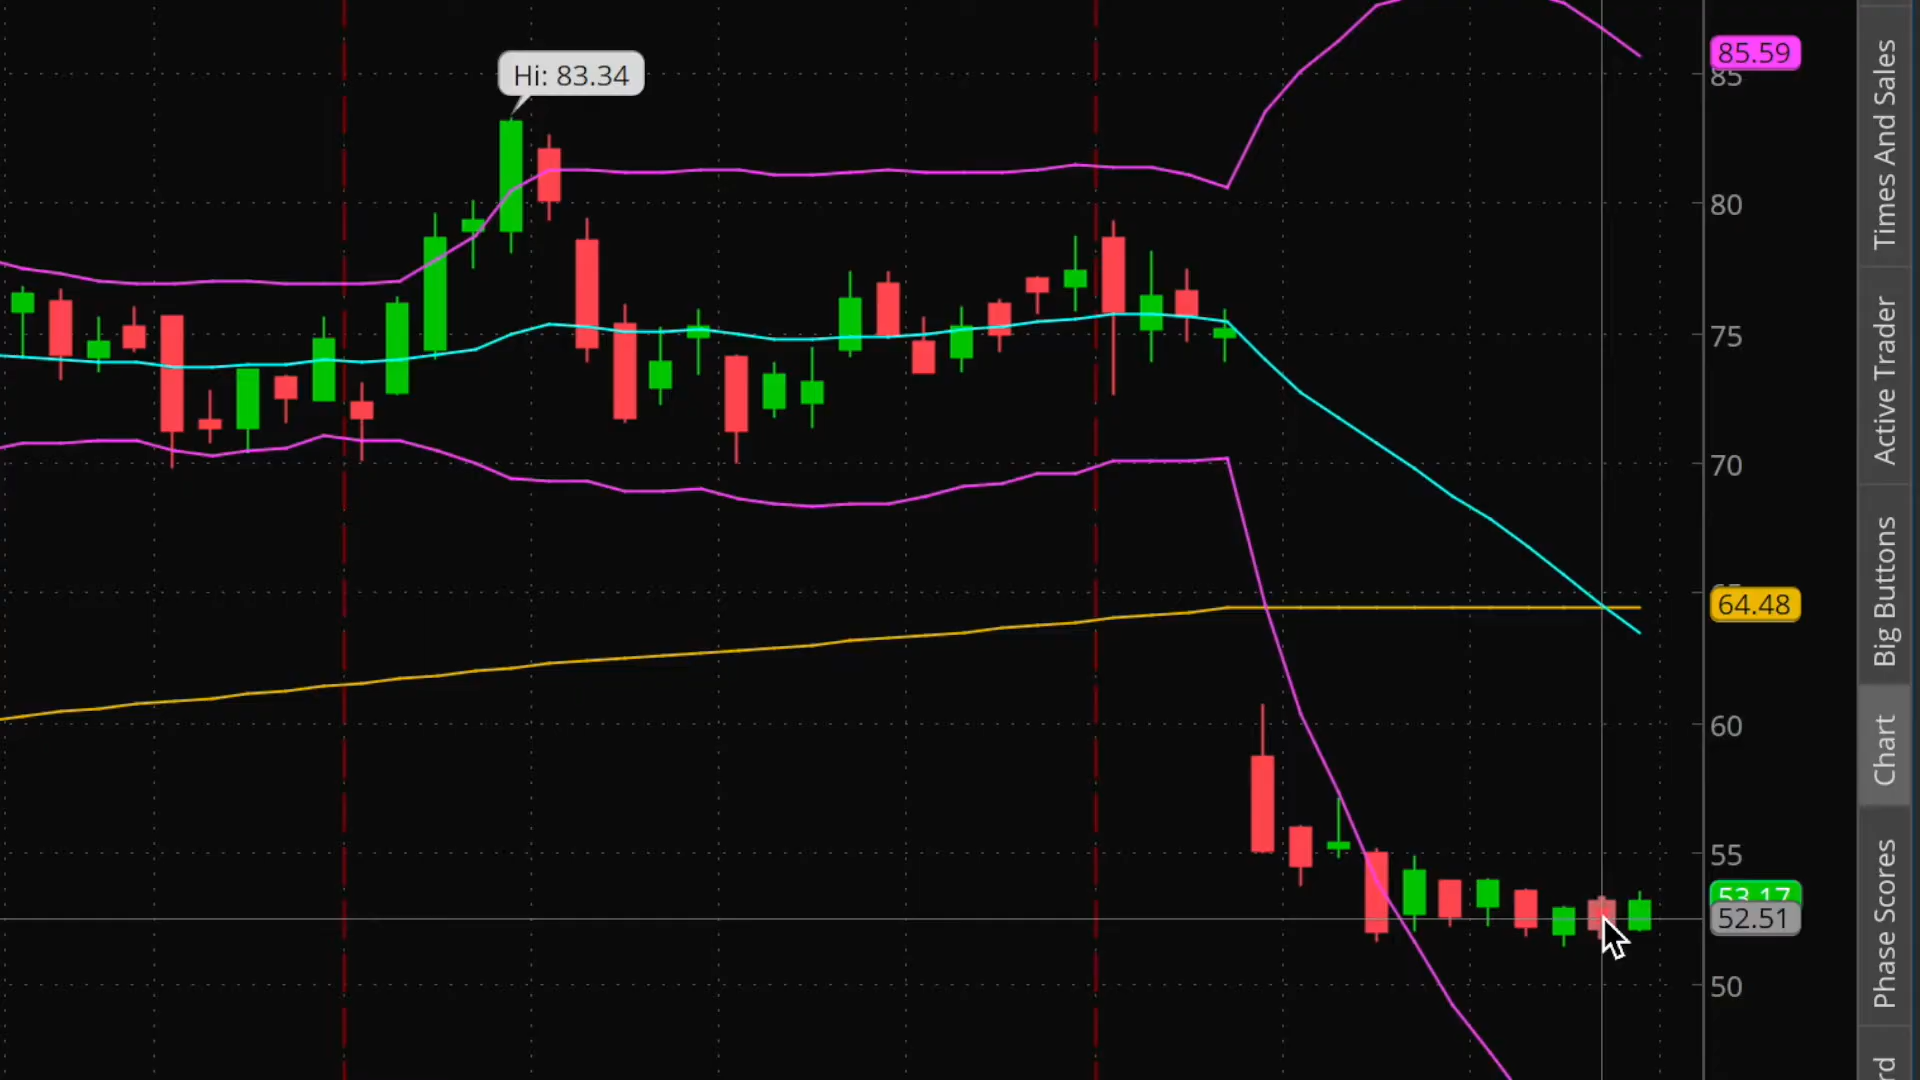 Hi: 83.34
85.59
85
80
75
70
64.48
60
55
53.17
52.51
50
Times And Sales
Active Trader
Big Buttons
Chart
Phase Scores
rd